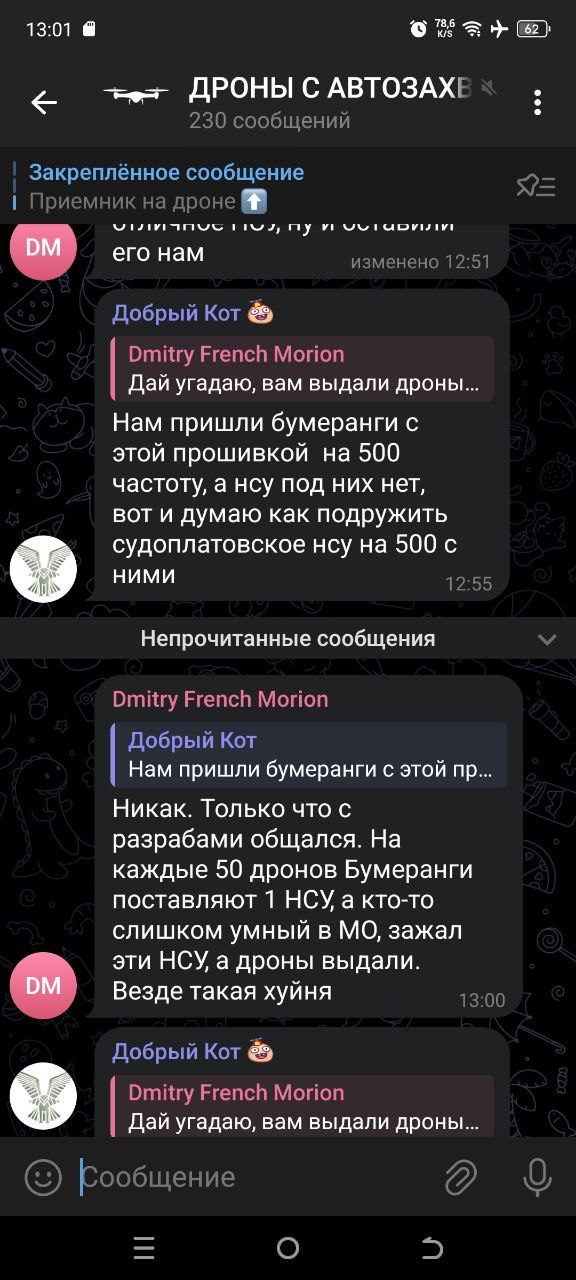 13:01
78,6
K/S
62
ДРОНЫ С АВТОЗАХВ
230 сообщений
Закреплённое сообщение
Приемник на дроне ⬆️
отличное НСУ, ну и оставили
его нам
изменено 12:51
DM
Добрый Кот
Dmitry French Morion
Дай угадаю, вам выдали дроны...
Нам пришли бумеранги с
этой прошивкой на 500
частоту, а нсу под них нет,
вот и думаю как подружить
судоплатовское нсу на 500 с
ними
12:55
Непрочитанные сообщения
Dmitry French Morion
Добрый Кот
Нам пришли бумеранги с этой пр...
Никак. Только что с
разрабами общался. На
каждые 50 дронов Бумеранги
поставляют 1 НСУ, а кто-то
слишком умный в МО, зажал
эти НСУ, а дроны выдали.
Везде такая хуйня
13:00
DM
Добрый Кот
Dmitry French Morion
Дай угадаю, вам выдали дроны...
Сообщение